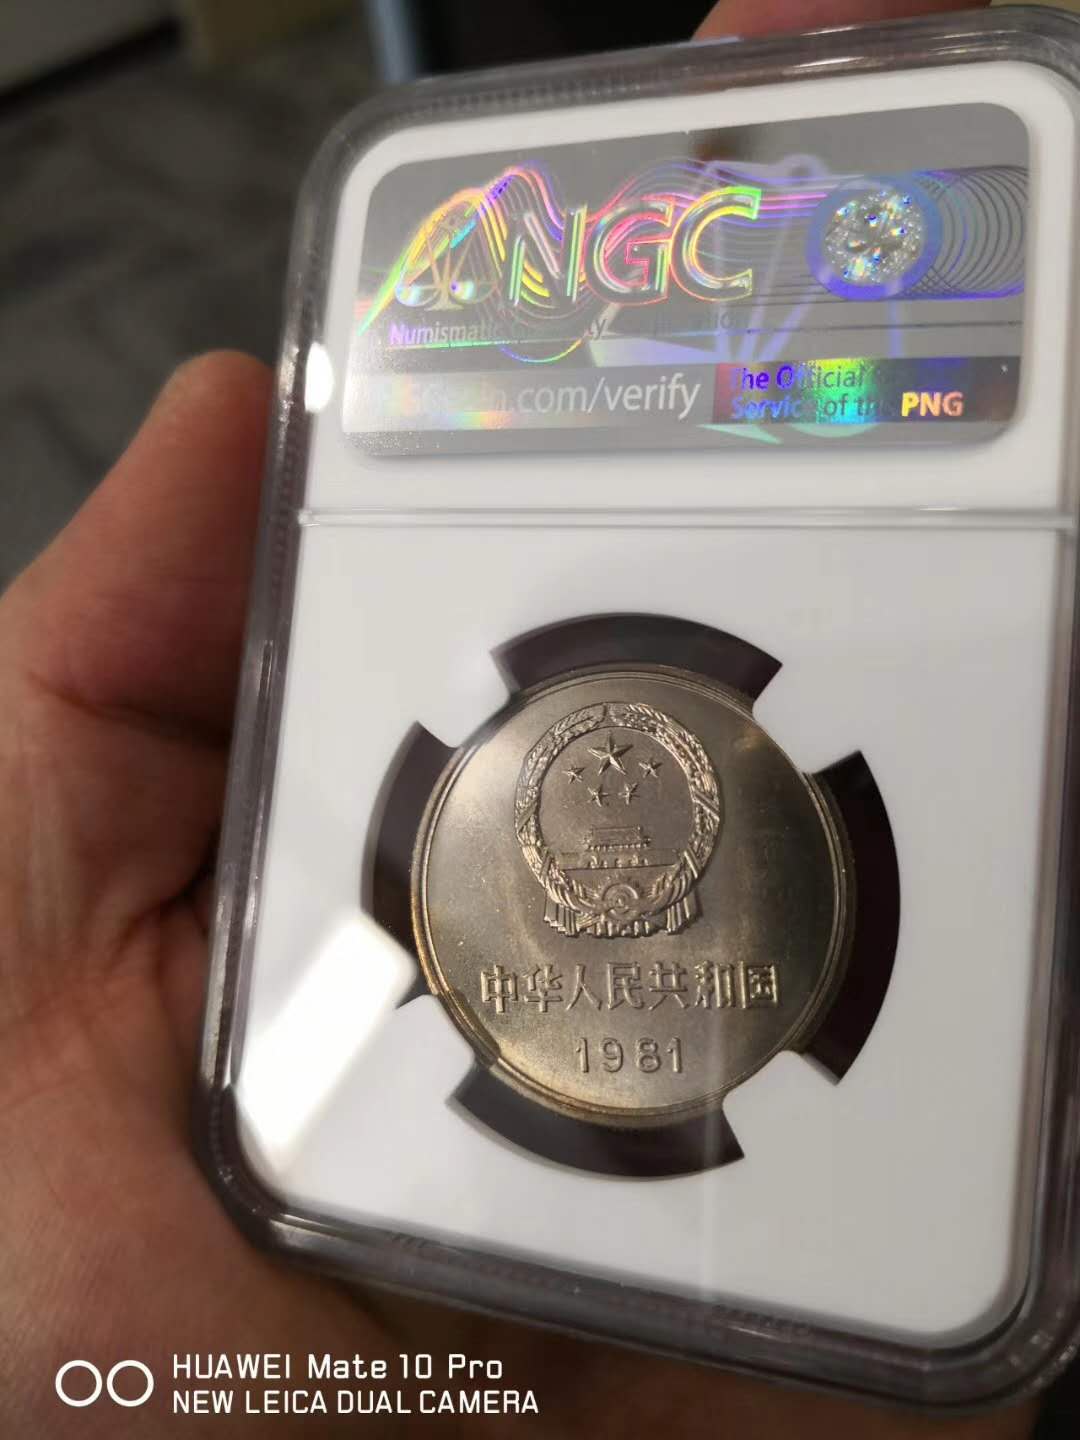 NGC
Numismatic
.com/verify
The Official
Service of the PNG
中华人民共和国
1981
HUAWEI Mate 10 Pro
NEW LEICA DUAL CAMERA